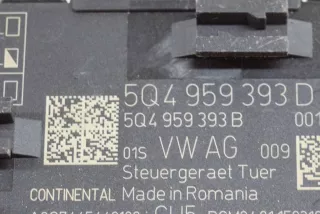 5Q4 959 393 D
5Q4 959 393 B 001
01S VW AG 009
Steuergeraet Tuer
CONTINENTAL Made in Romania